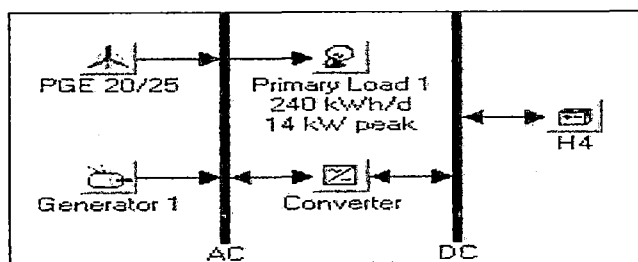 PGE 20/25
Primary Load 1
240 kWh/d
14 kW peak
H4
Generator 1
Converter
AC
DC